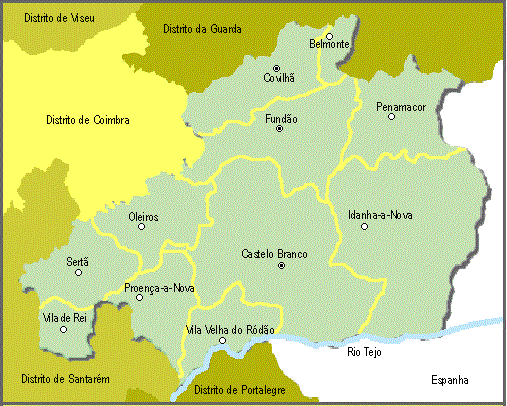 Distrito de Viseu
Distrito da Guarda
Belmonte
Covilhã
Penamacor
Distrito de Coimbra
Fundão
Oleiros
Idanha-a-Nova
Castelo Branco
Sertã
Proença-a-Nova
Vila de Rei
Vila Velha do Ródão
Rio Tejo
Distrito de Santarém
Espanha
Distrito de Portalegre